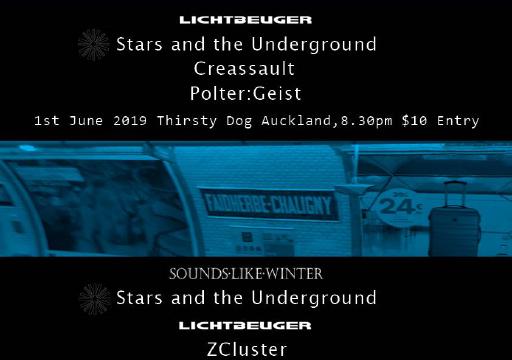 LICHTBEUGER
Stars and the Underground
Creassault
Polter:Geist
1st June 2019 Thirsty Dog Auckland,8.30pm $10 Entry
FAIDHERBE-CHALIGNY
24€
SOUNDS·LIKE·WINTER
Stars and the Underground
LICHTBEUGER
ZCluster